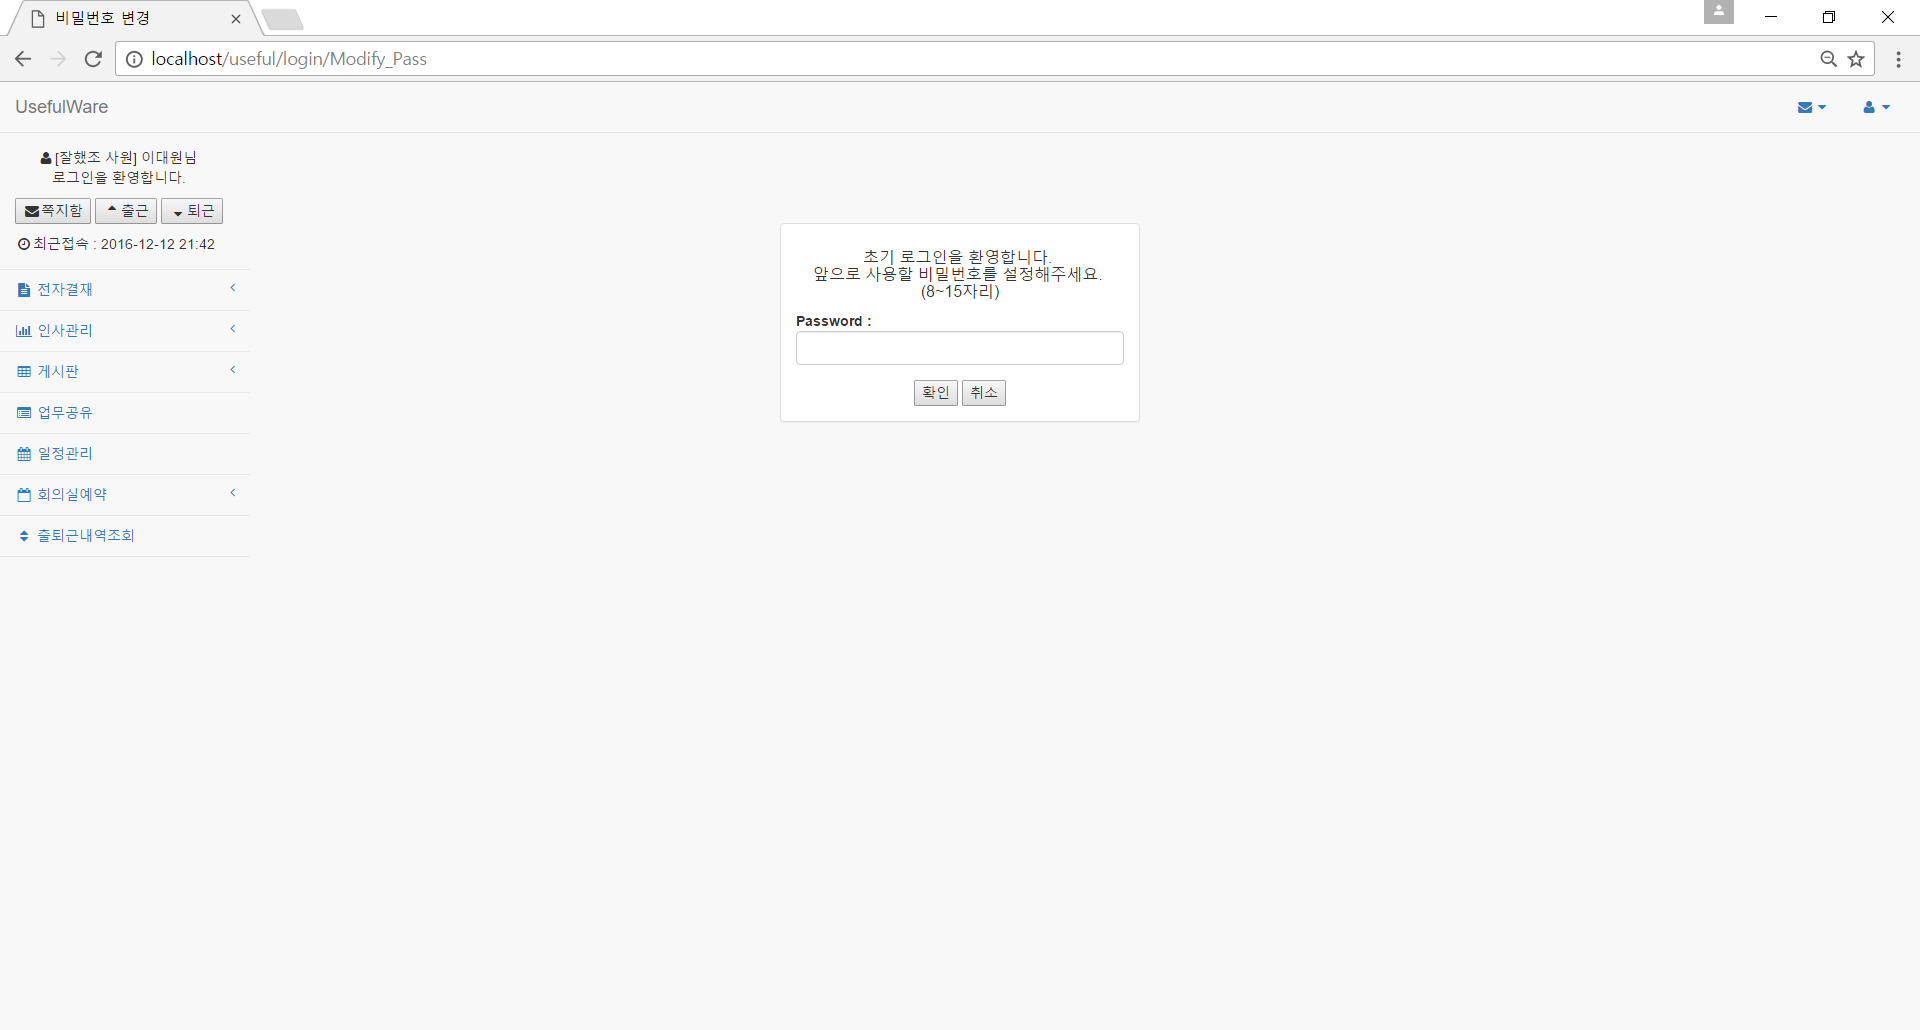 비밀번호 변경
localhost/useful/login/Modify_Pass
UsefulWare
[잘했조 사원] 이대원님
로그인을 환영합니다.
쪽지함 출근 퇴근
최근접속 : 2016-12-12 21:42
전자결재
인사관리
게시판
업무공유
일정관리
회의실예약
출퇴근내역조회
초기 로그인을 환영합니다.
앞으로 사용할 비밀번호를 설정해주세요.
(8~15자리)
Password :
확인 취소